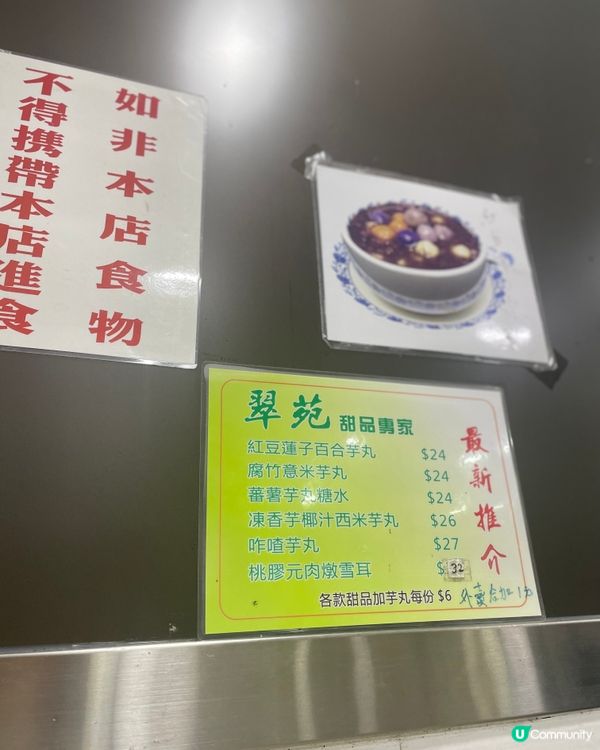 如非本店食物
不得攜帶本店進食
翠苑 甜品專家
最新推介
紅豆蓮子百合芋丸 $24
腐竹意米芋丸 $24
蕃薯芋丸糖水 $24
凍香芋椰汁西米芋丸 $26
咋喳芋丸 $27
桃膠元肉燉雪耳 $32
各款甜品加芋丸每份 $6
外賣合加1元
U Community